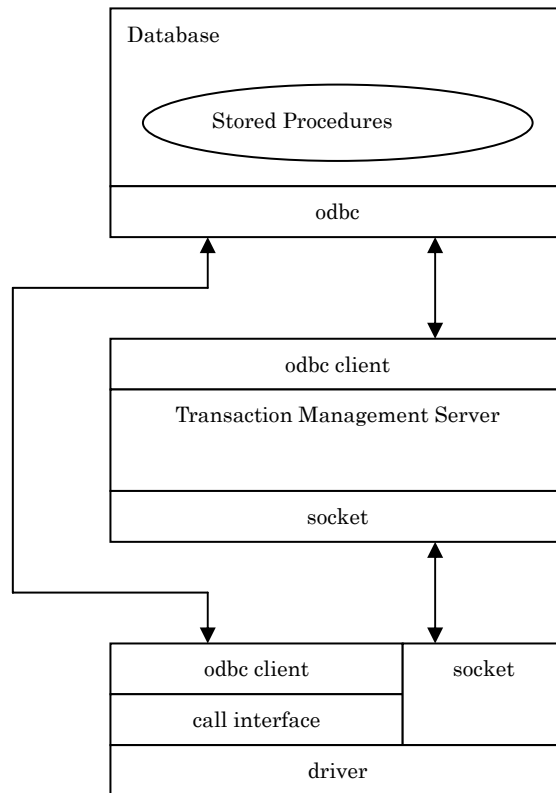 Database
Stored Procedures
odbc
odbc client
Transaction Management Server
socket
odbc client
socket
call interface
driver